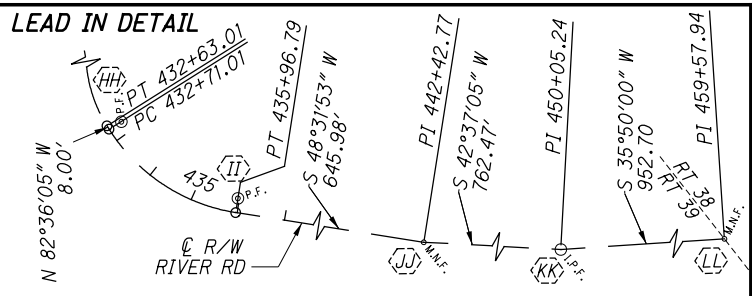 LEAD IN DETAIL
HH
P.F.
PT 432+63.01
PC 432+71.01
N 82°36'05" W
8.00'
435
II
P.F.
PT 435+96.79
S 48°31'53" W
645.98'
℄ R/W
RIVER RD
PI 442+42.77
JJ
M.N.F.
S 42°37'05" W
762.47'
PI 450+05.24
KK
I.P.F.
S 35°50'00" W
952.70
PI 459+57.94
RT 38
RT 39
M.N.F.
LL